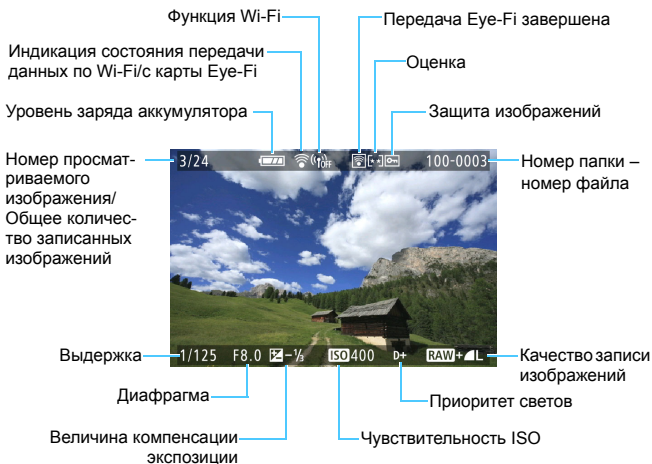 Функция Wi-Fi
Передача Eye-Fi завершена
Индикация состояния передачи
данных по Wi-Fi/с карты Eye-Fi
Оценка
Уровень заряда аккумулятора
Защита изображений
Номер просмат-
риваемого
изображения/
Общее количес-
тво записанных
изображений
3/24
OFF
100-0003
Номер папки –
номер файла
Выдержка
1/125 F8.0 -⅓ ISO 400 D+ RAW+L
Качество записи
изображений
Диафрагма
Приоритет светов
Величина компенсации
экспозиции
Чувствительность ISO